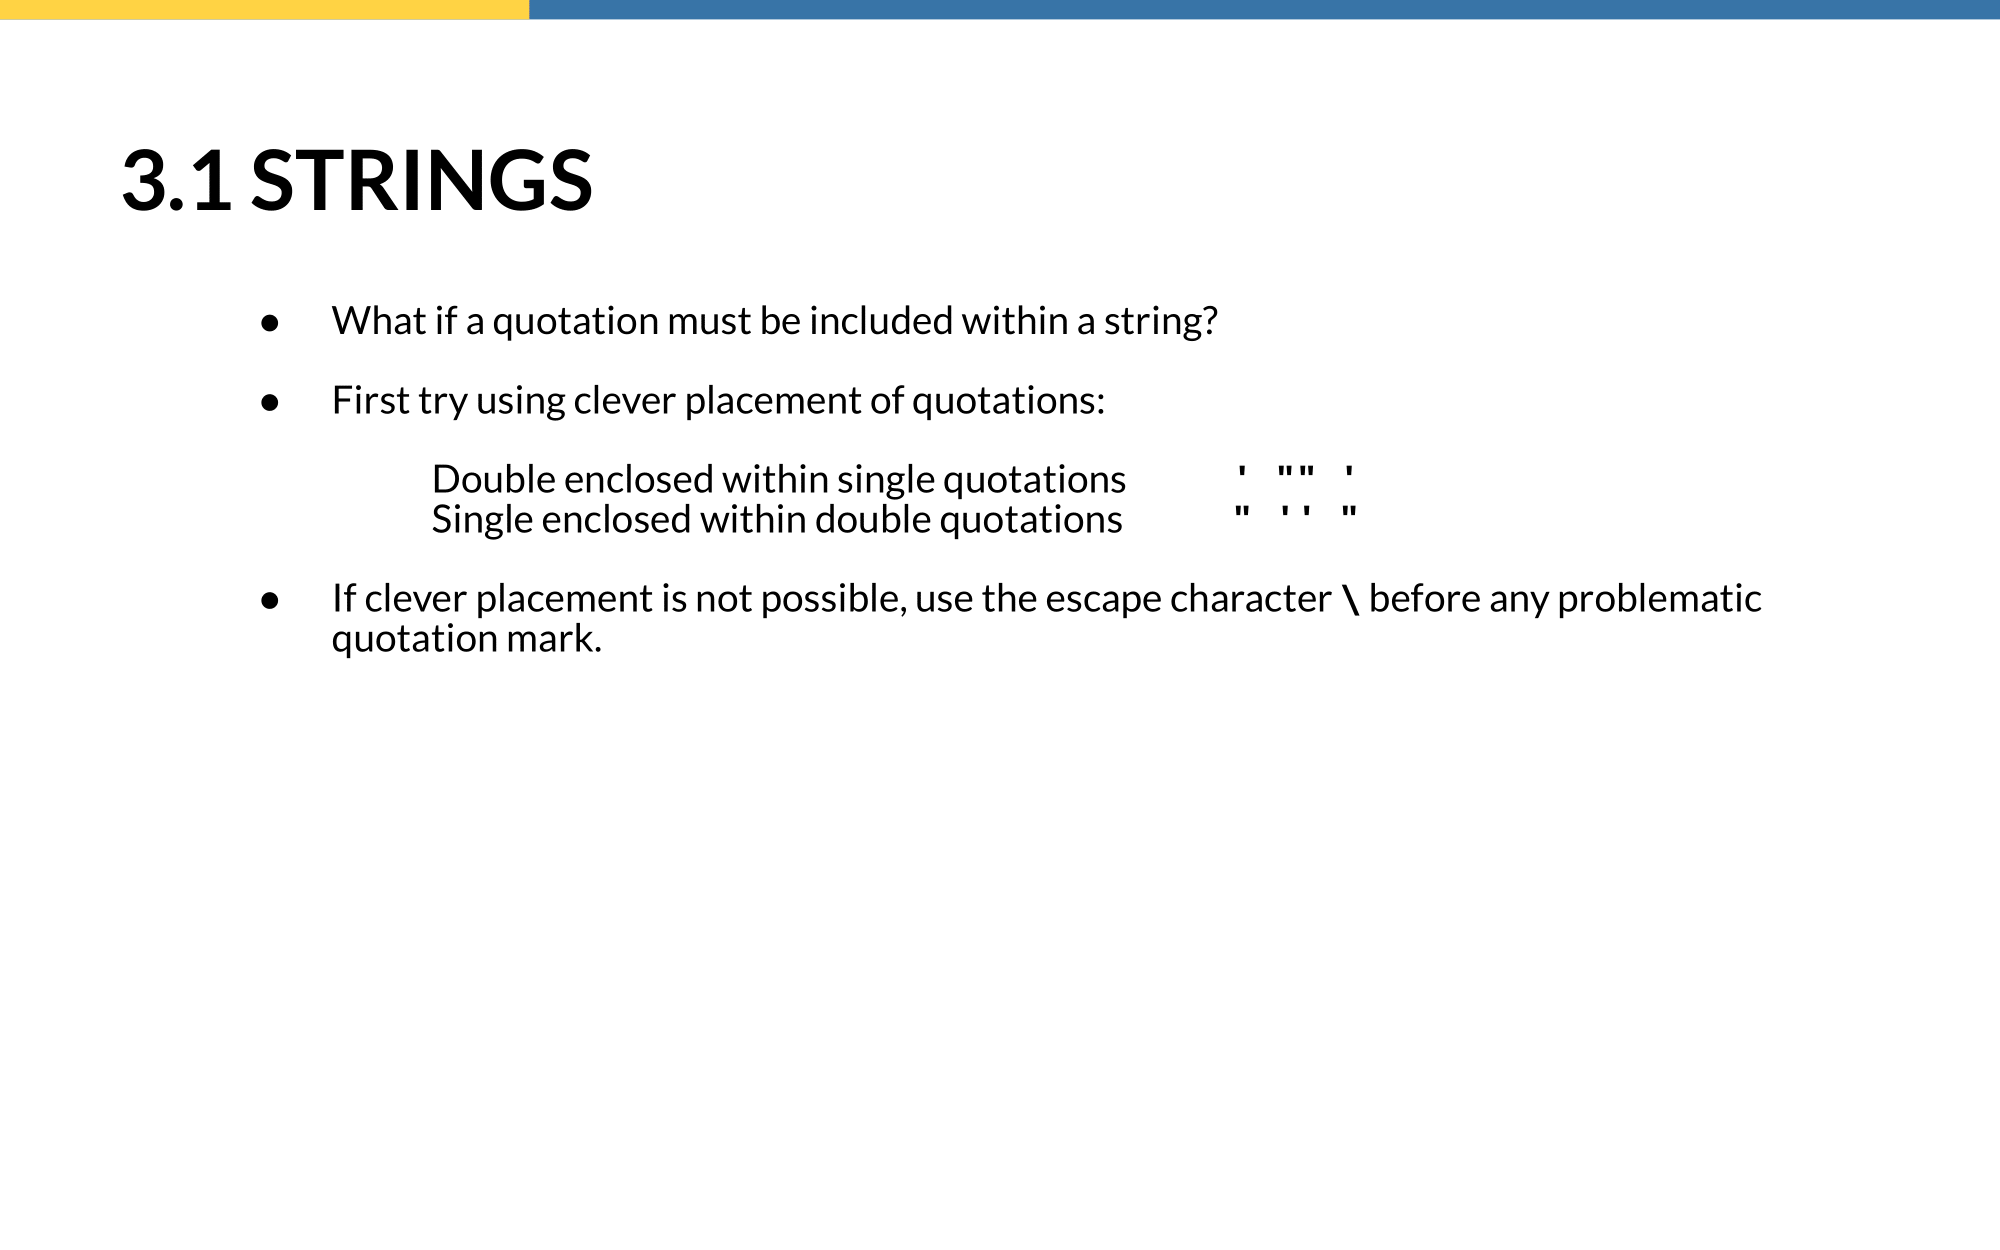 3.1 STRINGS
● What if a quotation must be included within a string?
● First try using clever placement of quotations:
Double enclosed within single quotations ' "" '
Single enclosed within double quotations " '' "
● If clever placement is not possible, use the escape character \ before any problematic
quotation mark.